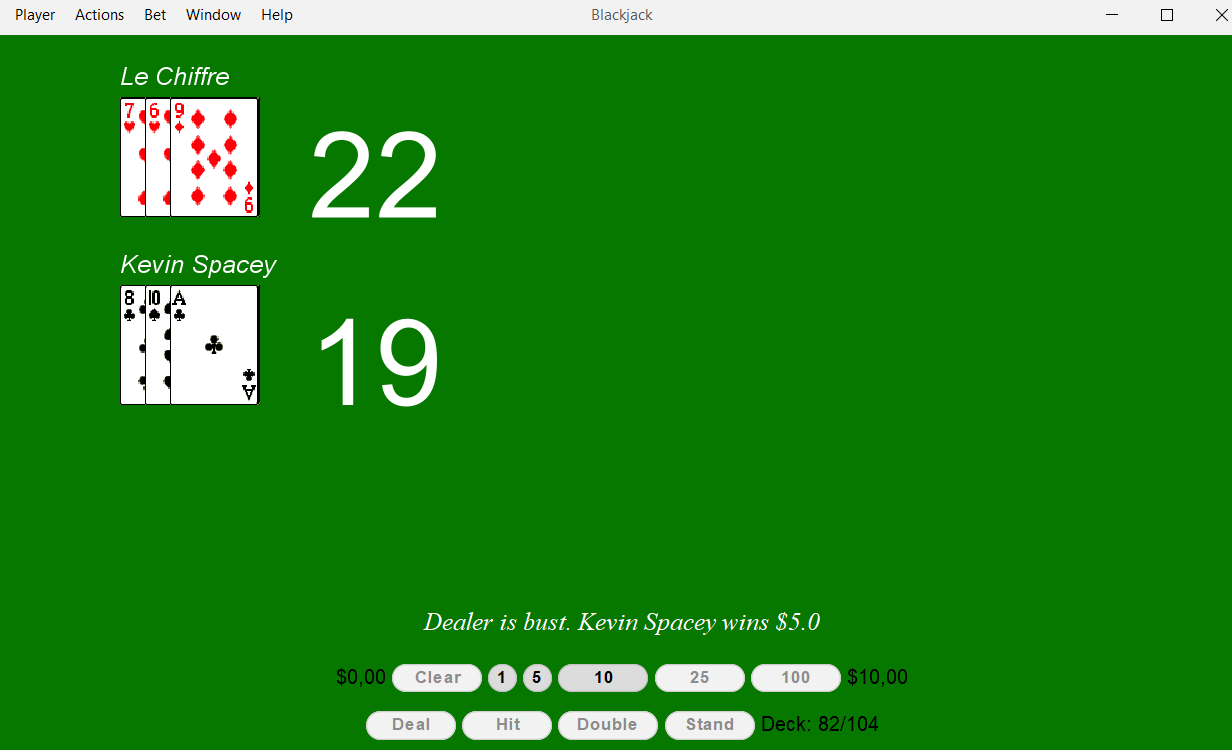 Player Actions Bet Window Help Blackjack
Le Chiffre
7 6 9
22
6
Kevin Spacey
8 10 A
19
A
Dealer is bust. Kevin Spacey wins $5.0
$0,00 Clear 1 5 10 25 100 $10,00
Deal Hit Double Stand Deck: 82/104